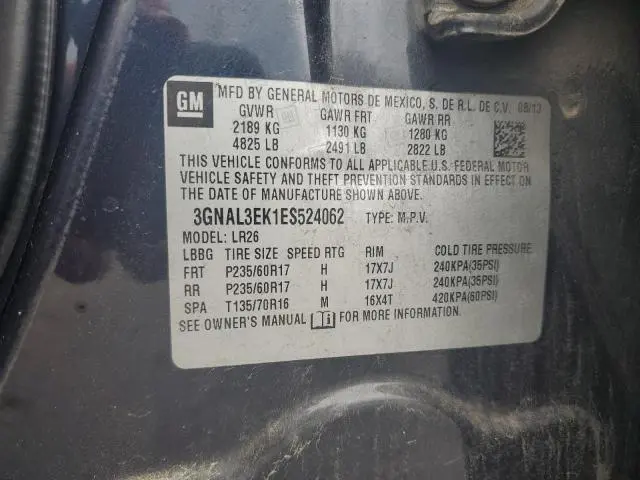 GM
MFD BY GENERAL MOTORS DE MEXICO, S. DE R.L. DE C.V. 08/13
GVWR GAWR FRT GAWR RR
2189 KG 1130 KG 1280 KG
4825 LB 2491 LB 2822 LB
THIS VEHICLE CONFORMS TO ALL APPLICABLE U.S. FEDERAL MOTOR
VEHICLE SAFETY AND THEFT PREVENTION STANDARDS IN EFFECT ON
THE DATE OF MANUFACTURE SHOWN ABOVE.
3GNAL3EK1ES524062 TYPE: M.P.V.
MODEL: LR26
LBBG TIRE SIZE SPEED RTG RIM COLD TIRE PRESSURE
FRT P235/60R17 H 17X7J 240KPA(35PSI)
RR P235/60R17 H 17X7J 240KPA(35PSI)
SPA T135/70R16 M 16X4T 420KPA(60PSI)
SEE OWNER'S MANUAL FOR MORE INFORMATION.